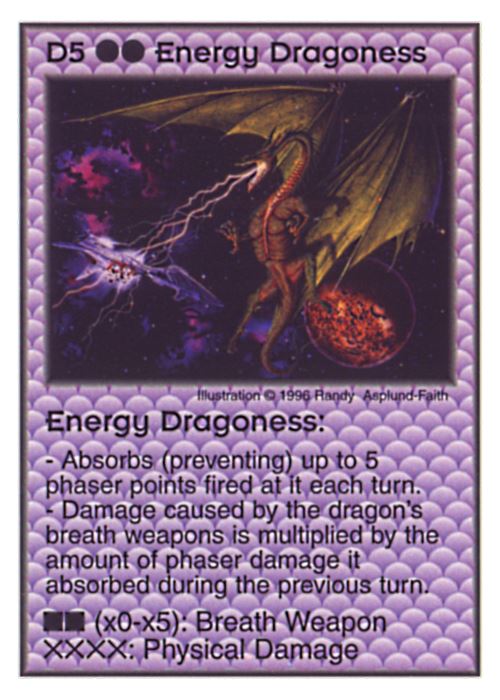 D5 ●● Energy Dragoness
Illustration © 1996 Randy Asplund-Faith
Energy Dragoness:
- Absorbs (preventing) up to 5
phaser points fired at it each turn.
- Damage caused by the dragon's
breath weapons is multiplied by the
amount of phaser damage it
absorbed during the previous turn.
■■ (x0-x5): Breath Weapon
XXXX: Physical Damage